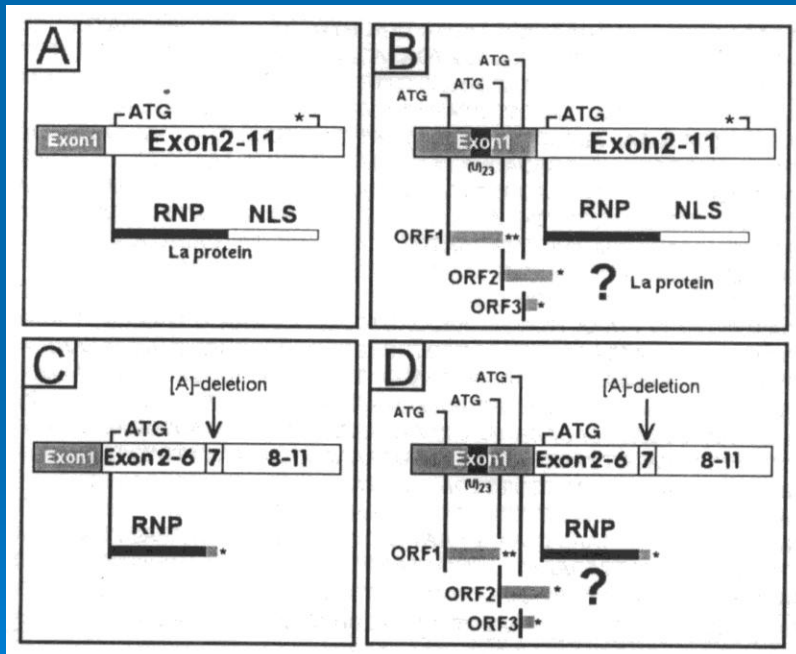 A
ATG
*
Exon1
Exon2-11
RNP
NLS
La protein
B
ATG
ATG
ATG
ATG
*
Exon1
Exon2-11
(U)23
RNP
NLS
ORF1
**
ORF2
*
?
La protein
ORF3
*
C
[A]-deletion
ATG
Exon1
Exon 2-6
7
8-11
RNP
*
D
ATG
ATG
ATG
[A]-deletion
ATG
Exon1
Exon 2-6
7
8-11
(U)23
RNP
ORF1
**
*
ORF2
*
?
ORF3
*